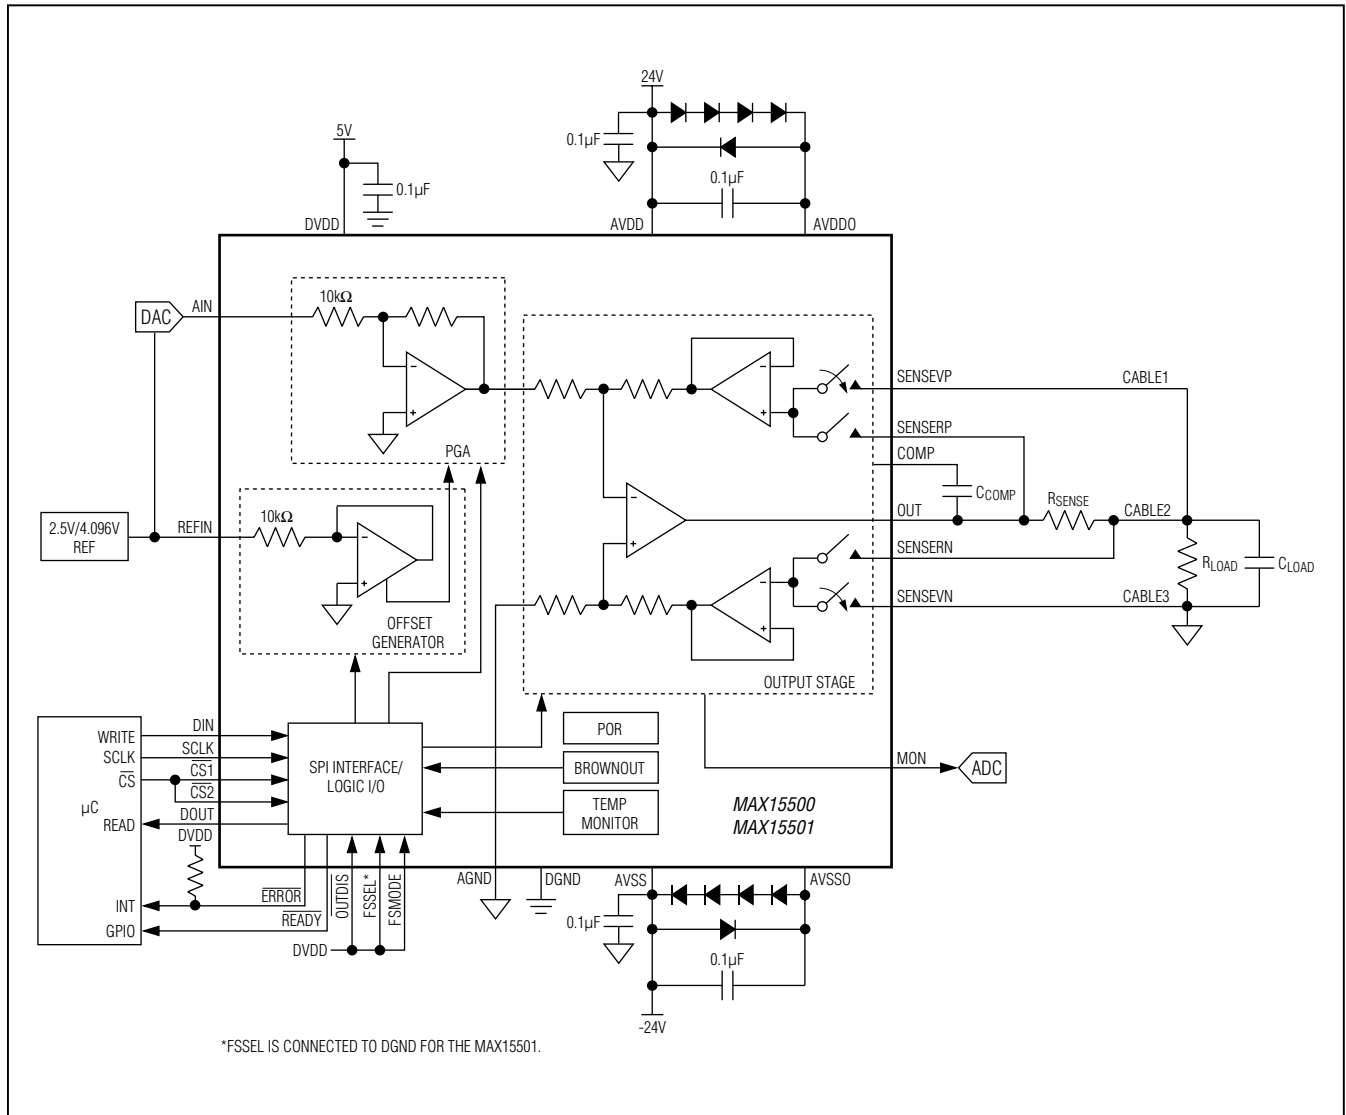 24V
0.1µF
5V
0.1µF
0.1µF
DVDD
AVDD
AVDDO
10kΩ
AIN
DAC
PGA
SENSEVP
CABLE1
SENSERP
COMP
CCOMP
RSENSE
OUT
CABLE2
2.5V/4.096V
REF
REFIN
10kΩ
SENSERN
RLOAD
CLOAD
SENSEVN
CABLE3
OFFSET
GENERATOR
OUTPUT STAGE
DIN
WRITE
SCLK
SCLK
CS
CS1
CS2
µC
READ
DOUT
DVDD
SPI INTERFACE/
LOGIC I/O
POR
BROWNOUT
TEMP
MONITOR
MON
ADC
MAX15500
MAX15501
INT
ERROR
GPIO
READY
OUTDIS
FSSEL*
FSMODE
DVDD
AGND
DGND
AVSS
AVSSO
0.1µF
0.1µF
-24V
*FSSEL IS CONNECTED TO DGND FOR THE MAX15501.